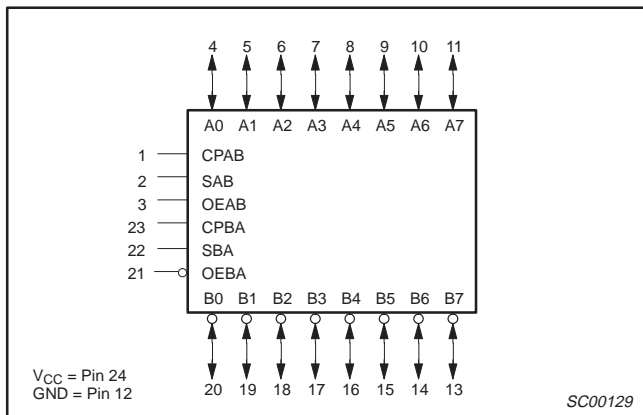 4 5 6 7 8 9 10 11
A0 A1 A2 A3 A4 A5 A6 A7
1 CPAB
2 SAB
3 OEAB
23 CPBA
22 SBA
21 OEBA
B0 B1 B2 B3 B4 B5 B6 B7
20 19 18 17 16 15 14 13
VCC = Pin 24
GND = Pin 12
SC00129